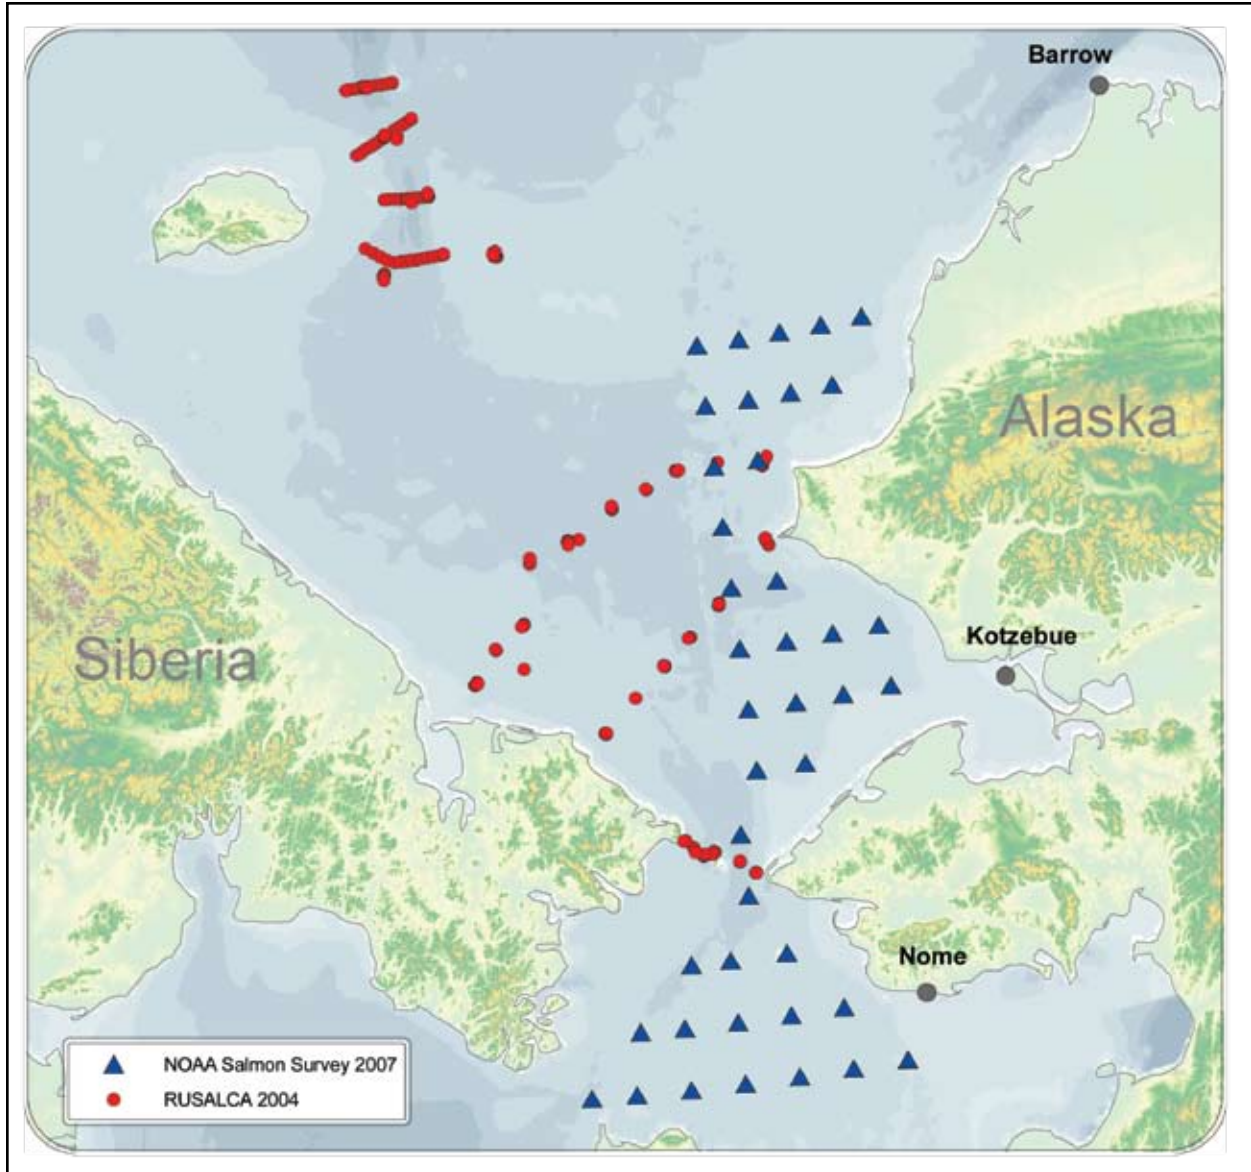 Barrow
Alaska
Kotzebue
Siberia
Nome
NOAA Salmon Survey 2007
RUSALCA 2004